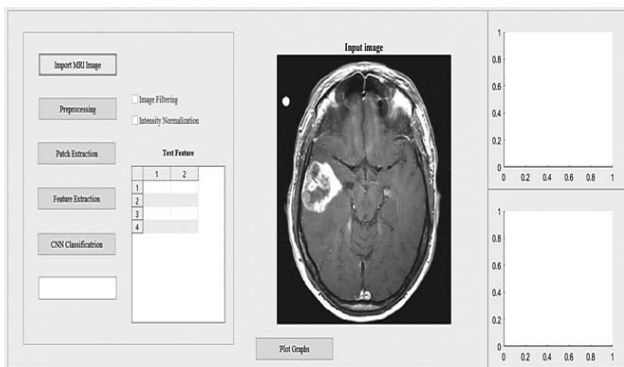 Import MRI Image
Preprocessing
Image Filtering
Intensity Normalization
Patch Extraction
Test Feature
1 2
1
2
3
4
Feature Extraction
CNN Classificatrion
Input image
Plot Graphs
1
0.8
0.6
0.4
0.2
0
0 0.2 0.4 0.6 0.8 1
1
0.8
0.6
0.4
0.2
0
0 0.2 0.4 0.6 0.8 1